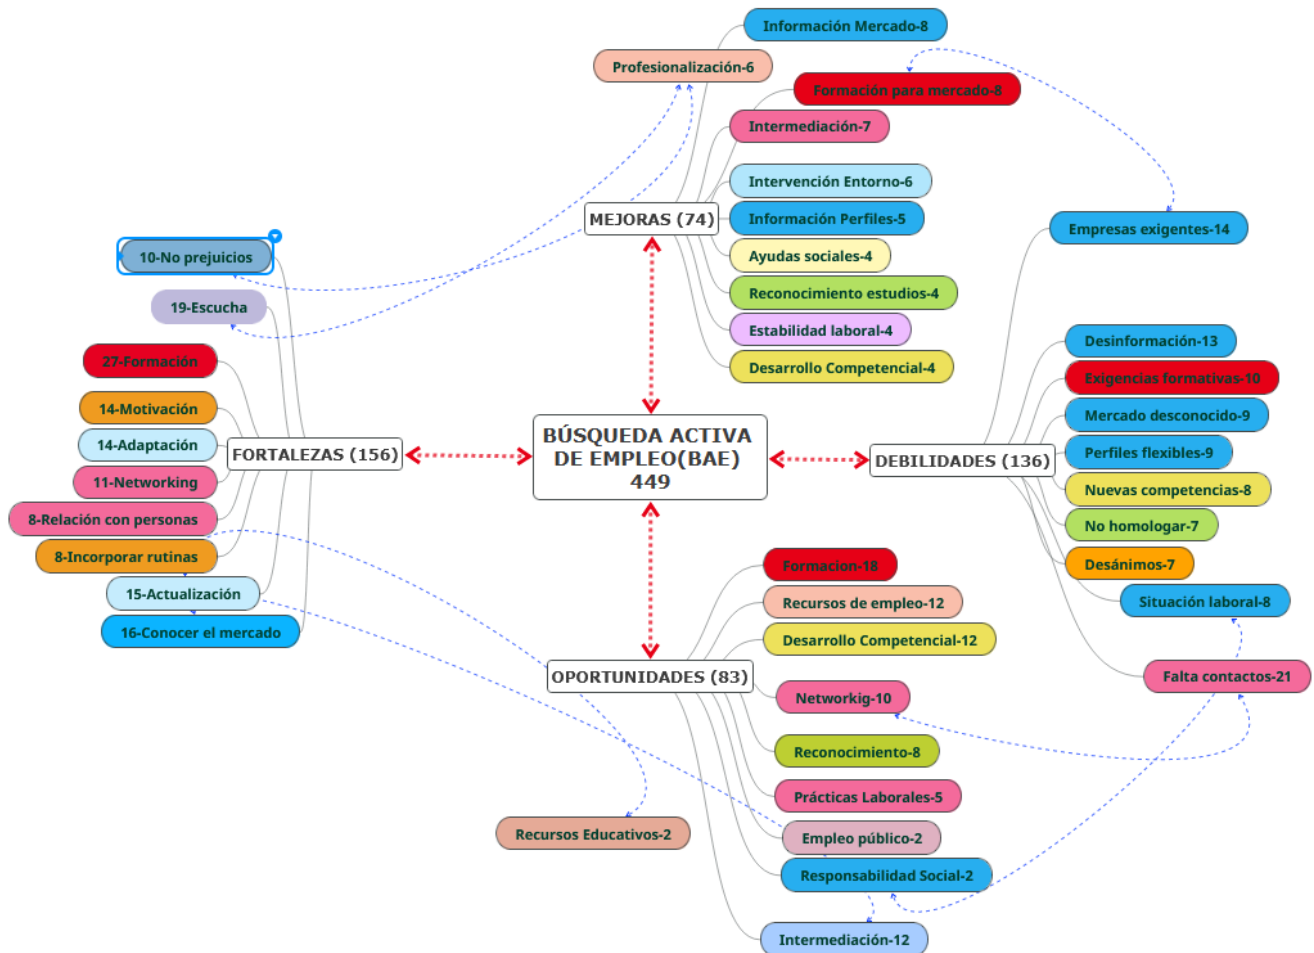 Información Mercado-8
Profesionalización-6
Formación para mercado-8
Intermediación-7
Intervención Entorno-6
MEJORAS (74)
Información Perfiles-5
Ayudas sociales-4
Reconocimiento estudios-4
Estabilidad laboral-4
Desarrollo Competencial-4
10-No prejuicios
19-Escucha
27-Formación
14-Motivación
14-Adaptación
FORTALEZAS (156)
11-Networking
8-Relación con personas
8-Incorporar rutinas
15-Actualización
16-Conocer el mercado
BÚSQUEDA ACTIVA
DE EMPLEO(BAE)
449
Empresas exigentes-14
Desinformación-13
Exigencias formativas-10
Mercado desconocido-9
DEBILIDADES (136)
Perfiles flexibles-9
Nuevas competencias-8
No homologar-7
Desánimos-7
Situación laboral-8
Falta contactos-21
Formacion-18
Recursos de empleo-12
Desarrollo Competencial-12
OPORTUNIDADES (83)
Networkig-10
Reconocimiento-8
Prácticas Laborales-5
Recursos Educativos-2
Empleo público-2
Responsabilidad Social-2
Intermediación-12